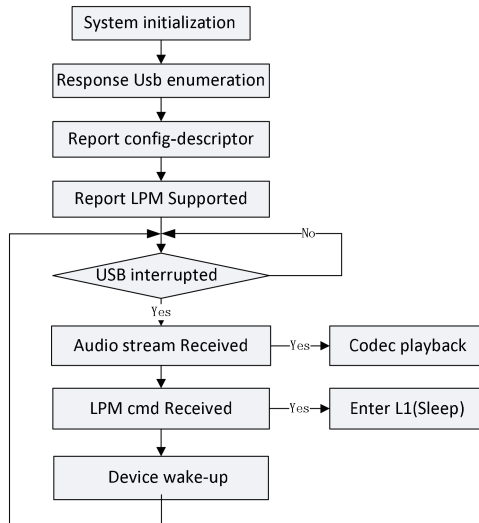 System initialization
Response Usb enumeration
Report config-descriptor
Report LPM Supported
No
USB interrupted
Yes
Audio stream Received
Yes
Codec playback
LPM cmd Received
Yes
Enter L1(Sleep)
Device wake-up